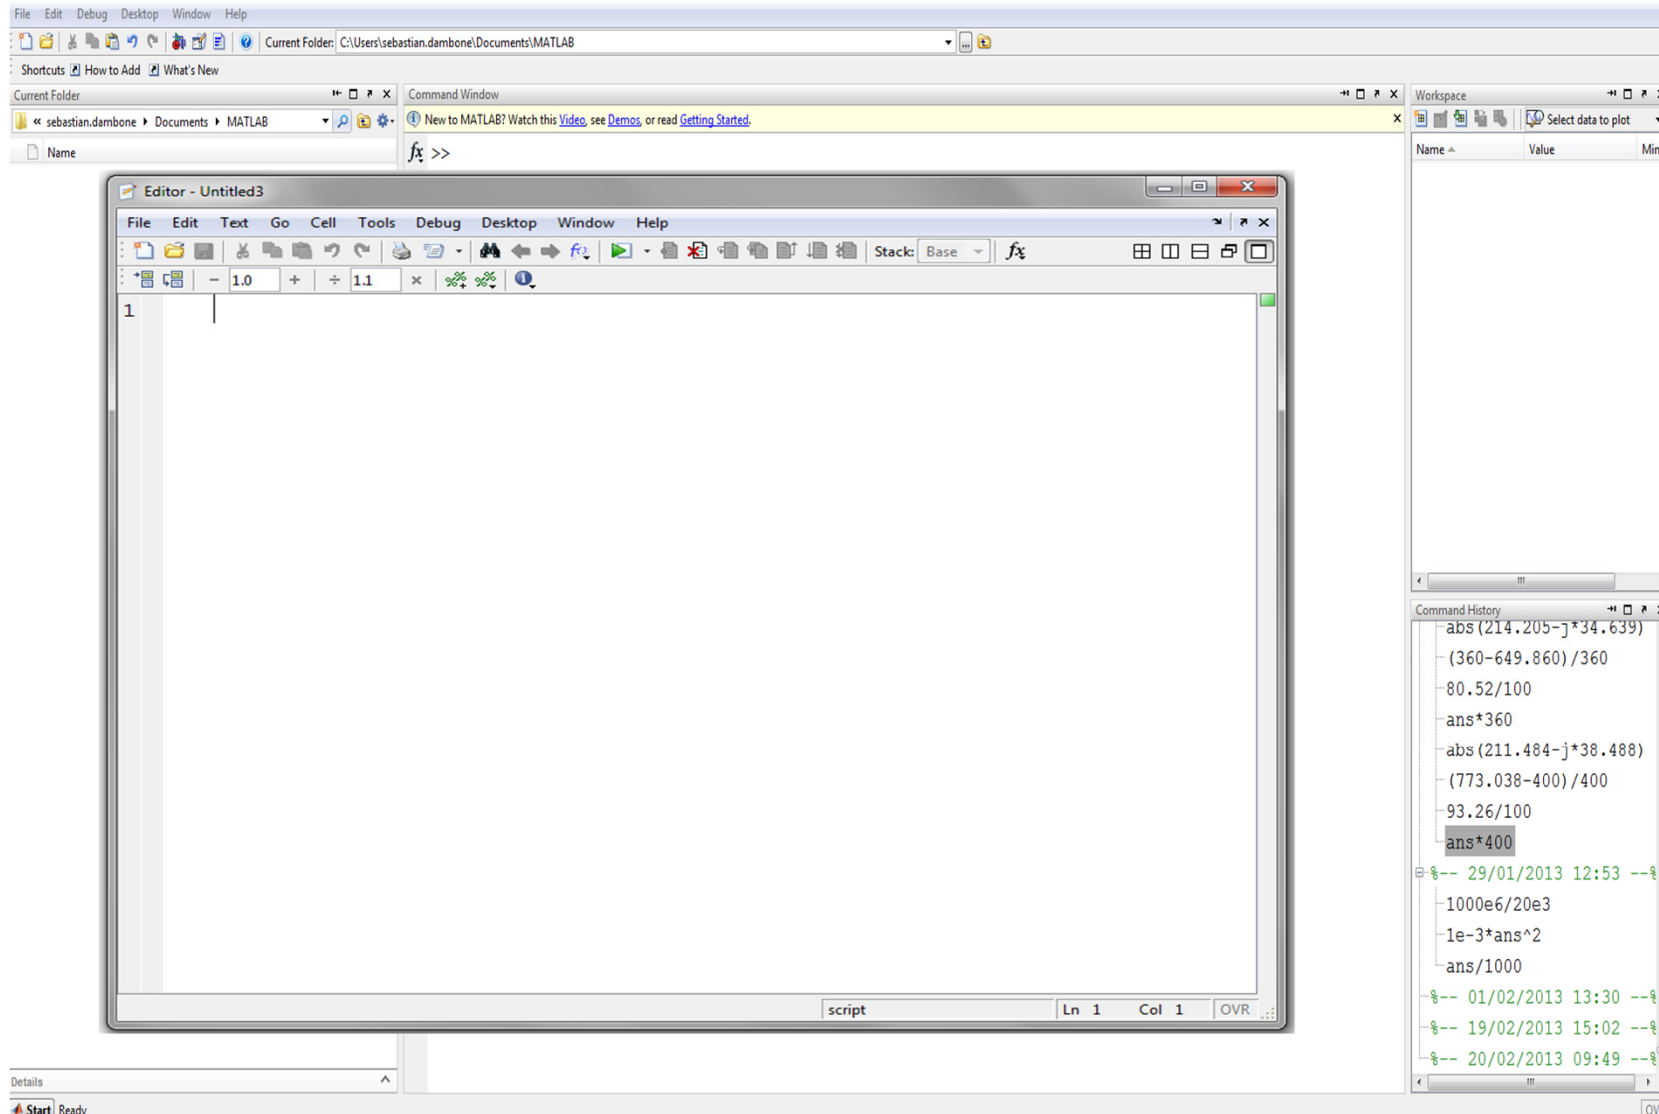 File Edit Debug Desktop Window Help
Current Folder: C:\Users\sebastian.dambone\Documents\MATLAB
Shortcuts How to Add What's New
Current Folder
« sebastian.dambone Documents MATLAB
Name
Command Window
New to MATLAB? Watch this Video, see Demos, or read Getting Started.
fx >>
Workspace
Select data to plot
Name Value Min
Editor - Untitled3
File Edit Text Go Cell Tools Debug Desktop Window Help
Stack: Base fx
− 1.0 + ÷ 1.1 ×
1
script Ln 1 Col 1 OVR
Command History
abs(214.205-j*34.639)
(360-649.860)/360
80.52/100
ans*360
abs(211.484-j*38.488)
(773.038-400)/400
93.26/100
ans*400
%-- 29/01/2013 12:53 --%
1000e6/20e3
1e-3*ans^2
ans/1000
%-- 01/02/2013 13:30 --%
%-- 19/02/2013 15:02 --%
%-- 20/02/2013 09:49 --%
Details
Start Ready